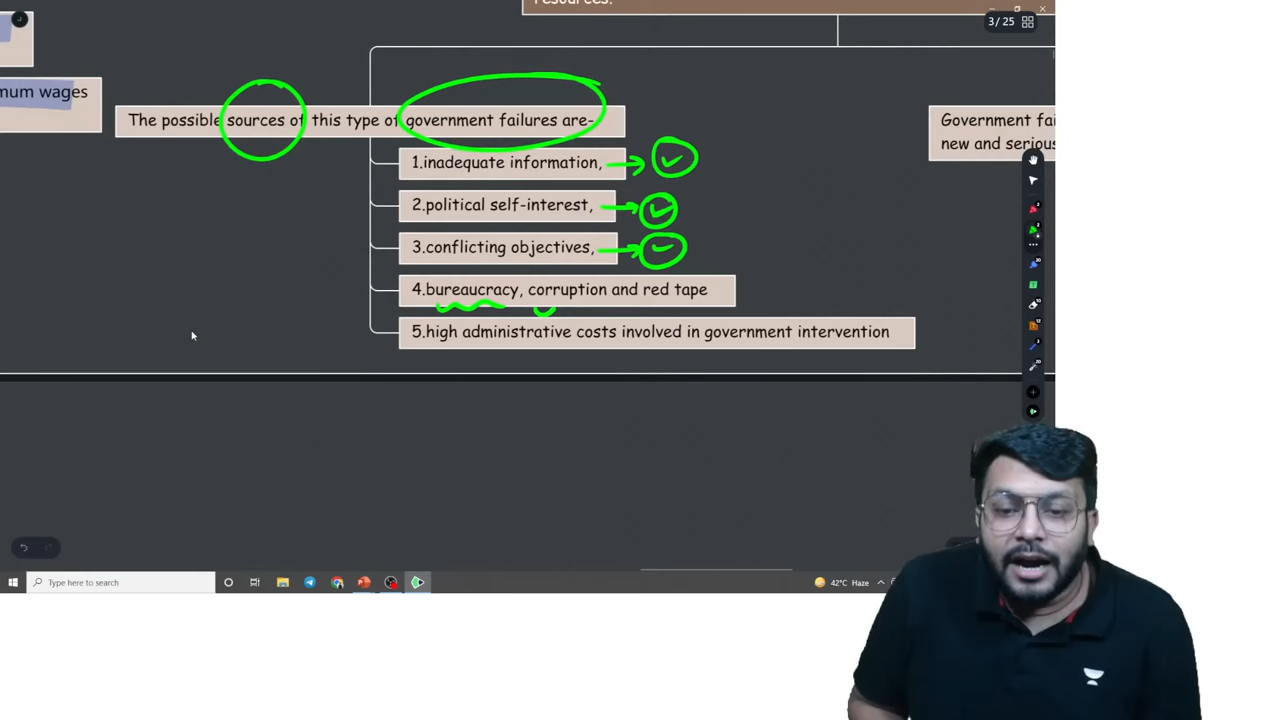 resources.
3/25
mum wages
The possible sources of this type of government failures are-
Government fai
new and seriou
1.inadequate information,
2.political self-interest,
3.conflicting objectives,
4.bureaucracy, corruption and red tape
5.high administrative costs involved in government intervention
Type here to search
42°C Haze